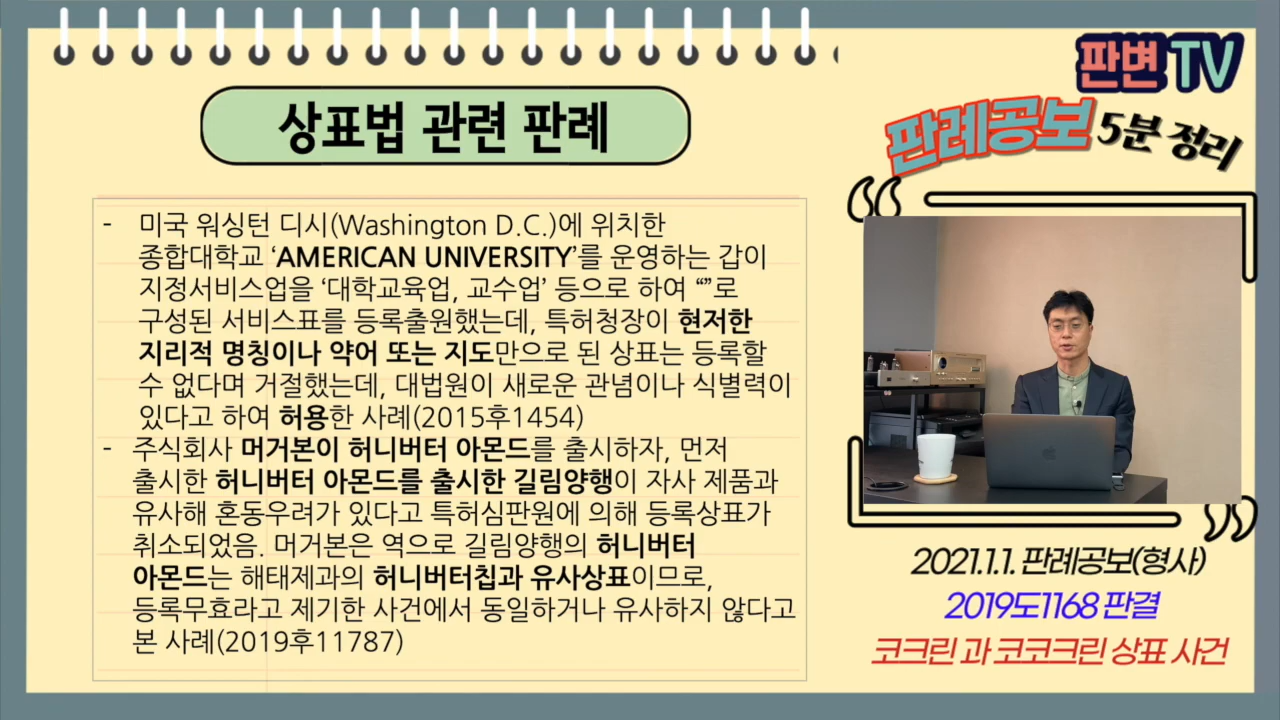 판변 TV
판례공보 5분 정리
상표법 관련 판례
- 미국 워싱턴 디시(Washington D.C.)에 위치한
종합대학교 ‘AMERICAN UNIVERSITY’를 운영하는 갑이
지정서비스업을 ‘대학교육업, 교수업’ 등으로 하여 “”로
구성된 서비스표를 등록출원했는데, 특허청장이 현저한
지리적 명칭이나 약어 또는 지도만으로 된 상표는 등록할
수 없다며 거절했는데, 대법원이 새로운 관념이나 식별력이
있다고 하여 허용한 사례(2015후1454)
- 주식회사 머거본이 허니버터 아몬드를 출시하자, 먼저
출시한 허니버터 아몬드를 출시한 길림양행이 자사 제품과
유사해 혼동우려가 있다고 특허심판원에 의해 등록상표가
취소되었음. 머거본은 역으로 길림양행의 허니버터
아몬드는 해태제과의 허니버터칩과 유사상표이므로,
등록무효라고 제기한 사건에서 동일하거나 유사하지 않다고
본 사례(2019후11787)
2021.1.1. 판례공보(형사)
2019도1168 판결
코크린 과 코코크린 상표 사건